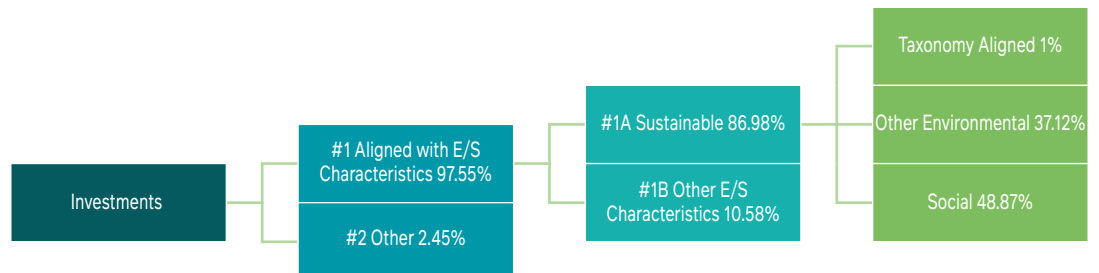 Investments
#1 Aligned with E/S
Characteristics 97.55%
#2 Other 2.45%
#1A Sustainable 86.98%
#1B Other E/S
Characteristics 10.58%
Taxonomy Aligned 1%
Other Environmental 37.12%
Social 48.87%